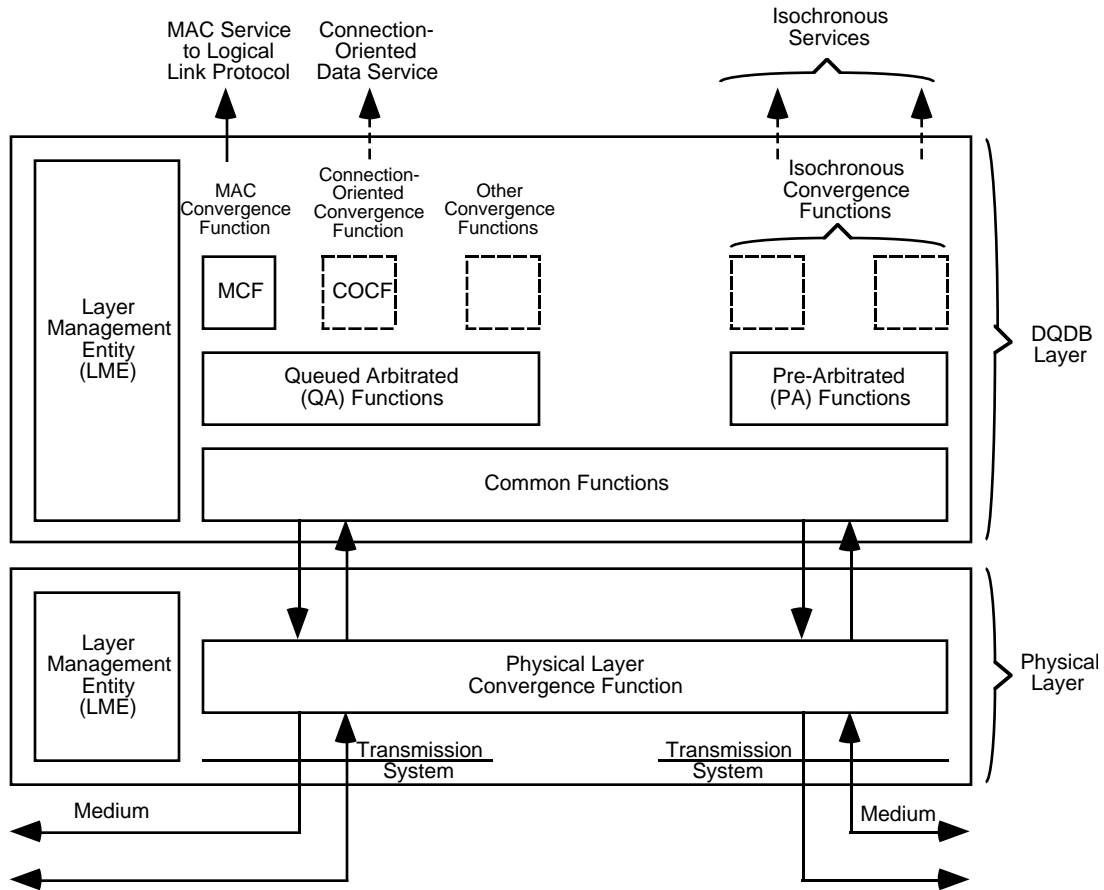 MAC Service
to Logical
Link Protocol
Connection-
Oriented
Data Service
Isochronous
Services
MAC
Convergence
Function
Connection-
Oriented
Convergence
Function
Other
Convergence
Functions
Isochronous
Convergence
Functions
Layer
Management
Entity
(LME)
MCF
COCF
Queued Arbitrated
(QA) Functions
Pre-Arbitrated
(PA) Functions
DQDB
Layer
Common Functions
Layer
Management
Entity
(LME)
Physical Layer
Convergence Function
Physical
Layer
Transmission
System
Transmission
System
Medium
Medium